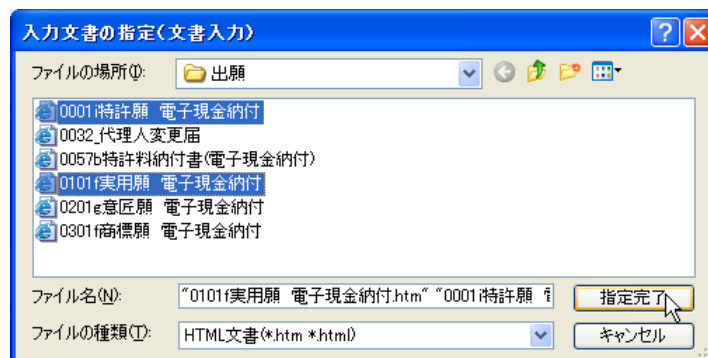 入力文書の指定(文書入力)
ファイルの場所(I):
出願
0001i特許願　電子現金納付
0032_代理人変更届
0057b特許料納付書(電子現金納付)
0101f実用願　電子現金納付
0201g意匠願　電子現金納付
0301f商標願　電子現金納付
ファイル名(N):
"0101f実用願　電子現金納付.htm" "0001i特許願
指定完了
ファイルの種類(T):
HTML文書(*.htm *.html)
キャンセル